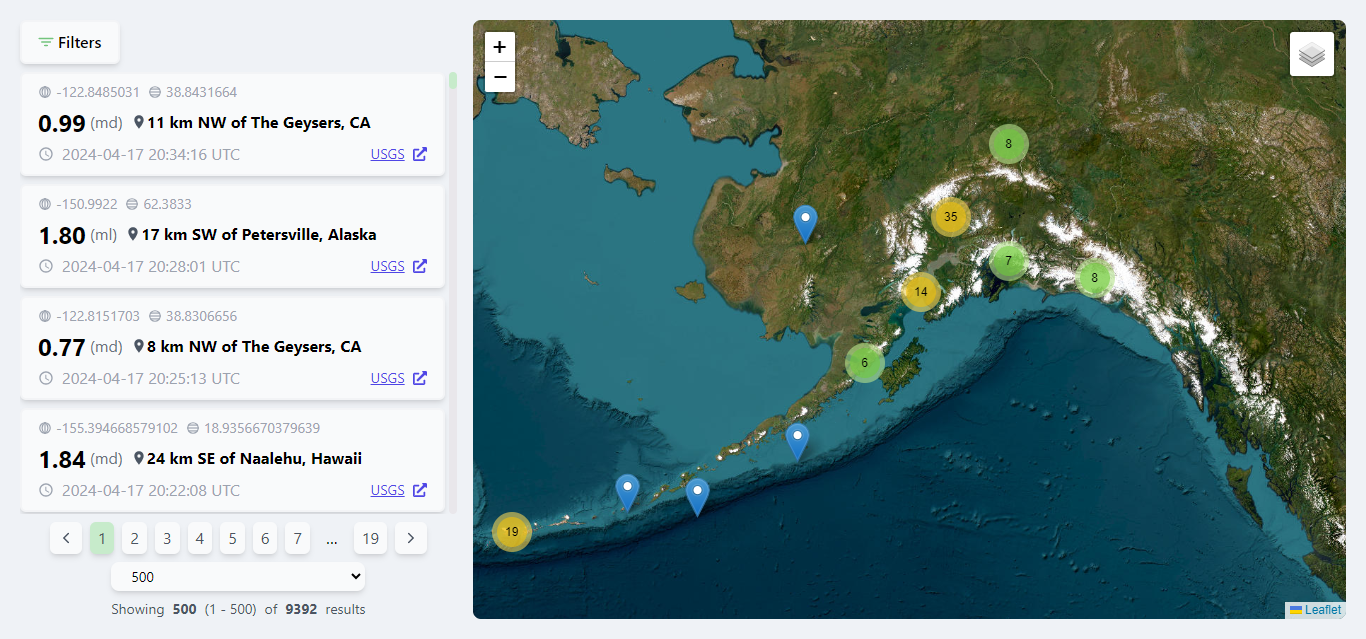 Filters
-122.8485031 38.8431664
0.99 (md) 11 km NW of The Geysers, CA
2024-04-17 20:34:16 UTC USGS
-150.9922 62.3833
1.80 (ml) 17 km SW of Petersville, Alaska
2024-04-17 20:28:01 UTC USGS
-122.8151703 38.8306656
0.77 (md) 8 km NW of The Geysers, CA
2024-04-17 20:25:13 UTC USGS
-155.394668579102 18.9356670379639
1.84 (md) 24 km SE of Naalehu, Hawaii
2024-04-17 20:22:08 UTC USGS
1 2 3 4 5 6 7 ... 19
500
Showing 500 (1 - 500) of 9392 results
+
−
8
35
7
8
14
6
19
Leaflet